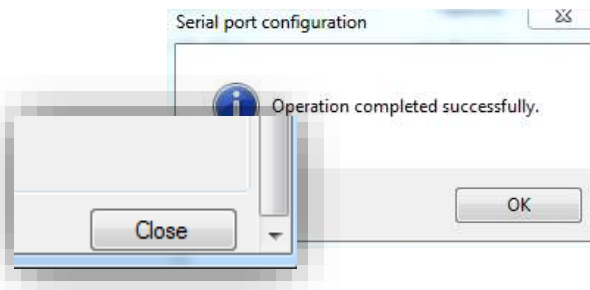 Serial port configuration
Operation completed successfully.
OK
Close